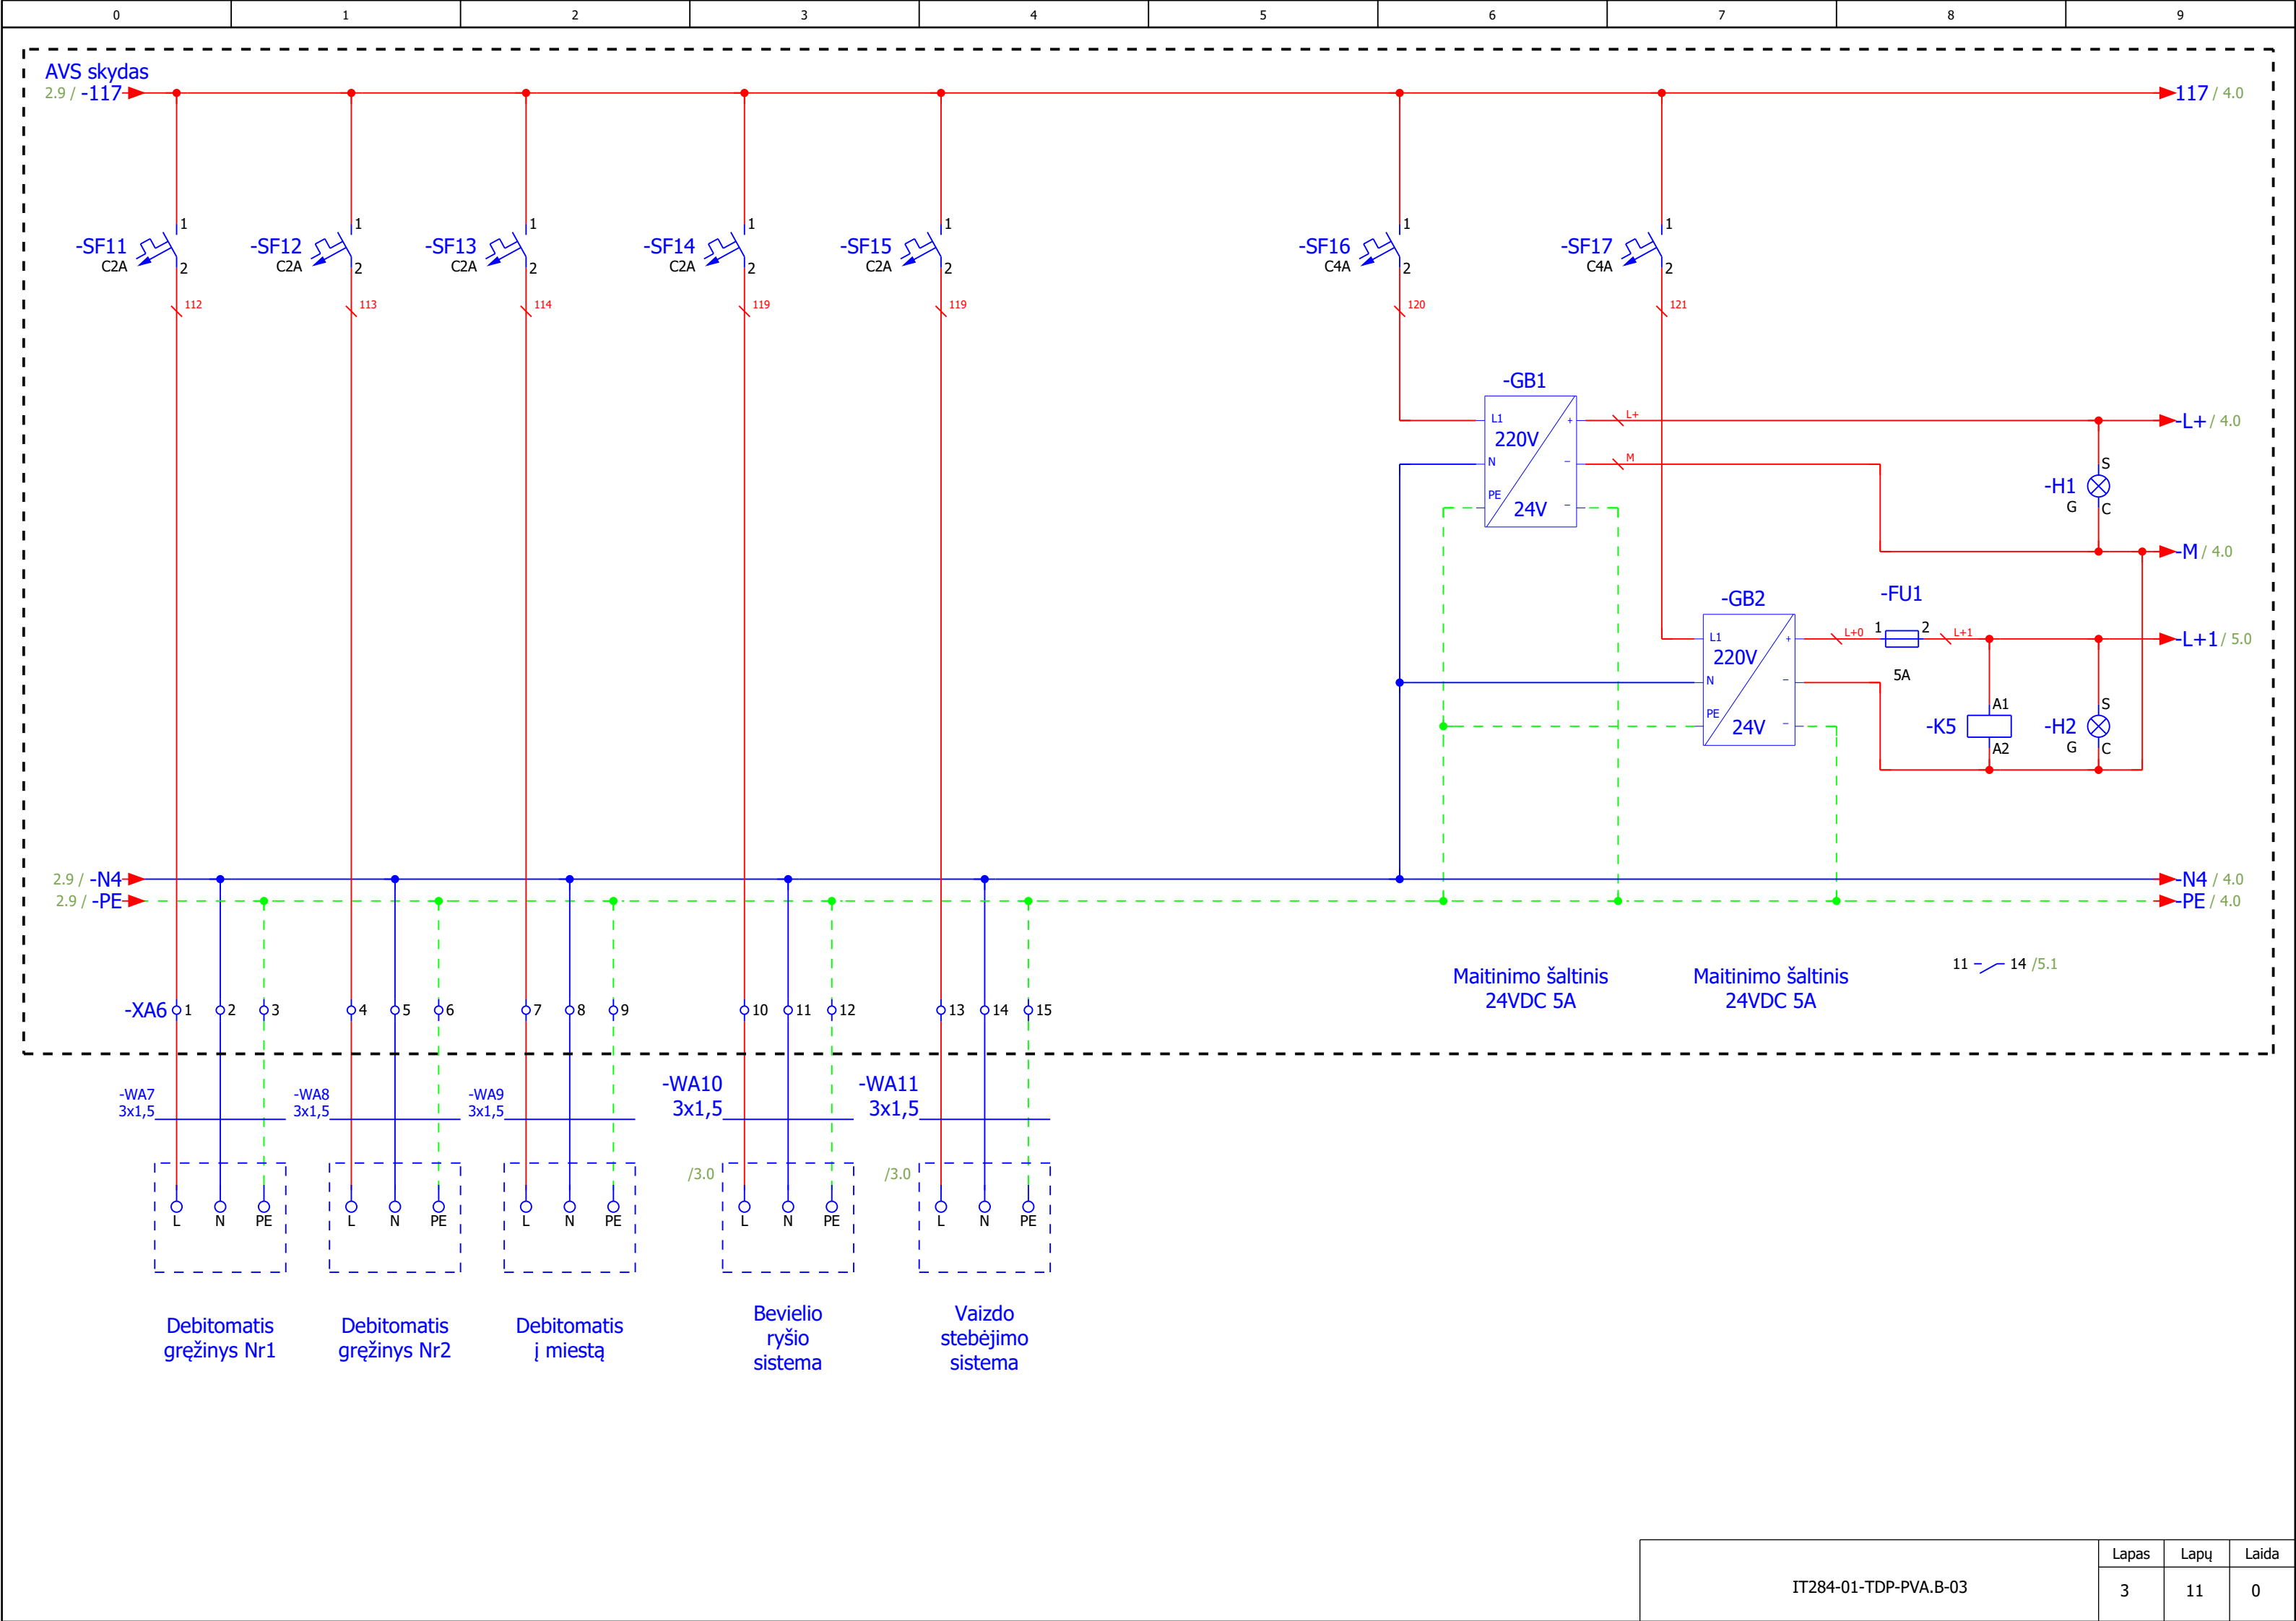 0 1 2 3 4 5 6 7 8 9
AVS skydas
2.9 / -117
117 / 4.0
-SF11
C2A
1
2
112
-SF12
C2A
1
2
113
-SF13
C2A
1
2
114
-SF14
C2A
1
2
119
-SF15
C2A
1
2
119
-SF16
C4A
1
2
120
-SF17
C4A
1
2
121
-GB1
L1
220V
N
PE
24V
+
−
−
L+
M
-L+ / 4.0
-H1
G
S
C
-M / 4.0
-GB2
L1
220V
N
PE
24V
+
−
−
L+0
-FU1
1
2
5A
L+1
-L+1 / 5.0
-K5
A1
A2
-H2
G
S
C
2.9 / -N4
2.9 / -PE
-N4 / 4.0
-PE / 4.0
Maitinimo šaltinis
24VDC 5A
Maitinimo šaltinis
24VDC 5A
11 14 /5.1
-XA6 1 2 3 4 5 6 7 8 9 10 11 12 13 14 15
-WA7
3x1,5
-WA8
3x1,5
-WA9
3x1,5
-WA10
3x1,5
-WA11
3x1,5
/3.0
/3.0
L N PE
L N PE
L N PE
L N PE
L N PE
Debitomatis
gręžinys Nr1
Debitomatis
gręžinys Nr2
Debitomatis
į miestą
Bevielio
ryšio
sistema
Vaizdo
stebėjimo
sistema
IT284-01-TDP-PVA.B-03
Lapas Lapų Laida
3 11 0